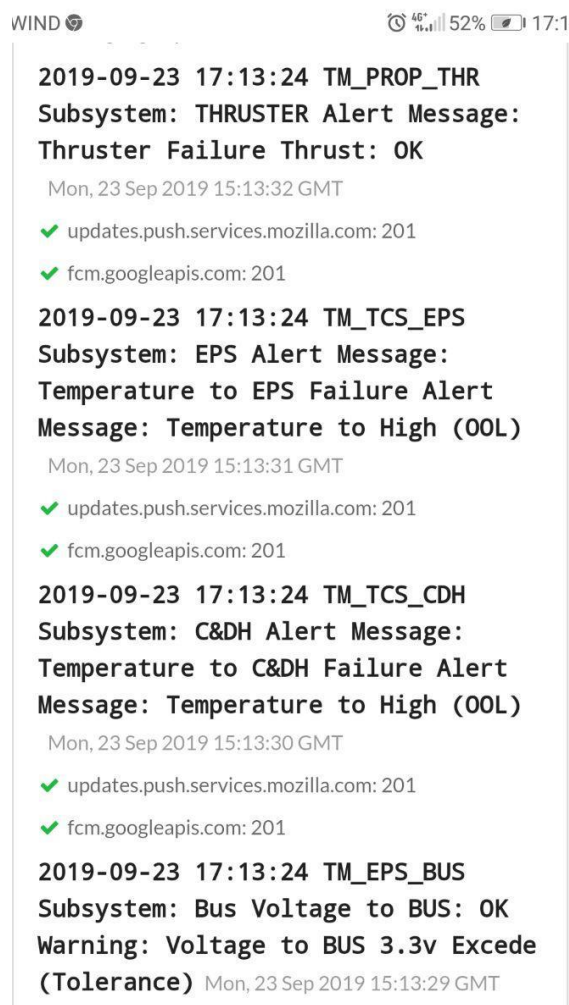 WIND 46+ 52% 17:1
2019-09-23 17:13:24 TM_PROP_THR
Subsystem: THRUSTER Alert Message:
Thruster Failure Thrust: OK
Mon, 23 Sep 2019 15:13:32 GMT
updates.push.services.mozilla.com: 201
fcm.googleapis.com: 201
2019-09-23 17:13:24 TM_TCS_EPS
Subsystem: EPS Alert Message:
Temperature to EPS Failure Alert
Message: Temperature to High (OOL)
Mon, 23 Sep 2019 15:13:31 GMT
updates.push.services.mozilla.com: 201
fcm.googleapis.com: 201
2019-09-23 17:13:24 TM_TCS_CDH
Subsystem: C&DH Alert Message:
Temperature to C&DH Failure Alert
Message: Temperature to High (OOL)
Mon, 23 Sep 2019 15:13:30 GMT
updates.push.services.mozilla.com: 201
fcm.googleapis.com: 201
2019-09-23 17:13:24 TM_EPS_BUS
Subsystem: Bus Voltage to BUS: OK
Warning: Voltage to BUS 3.3v Excede
(Tolerance) Mon, 23 Sep 2019 15:13:29 GMT